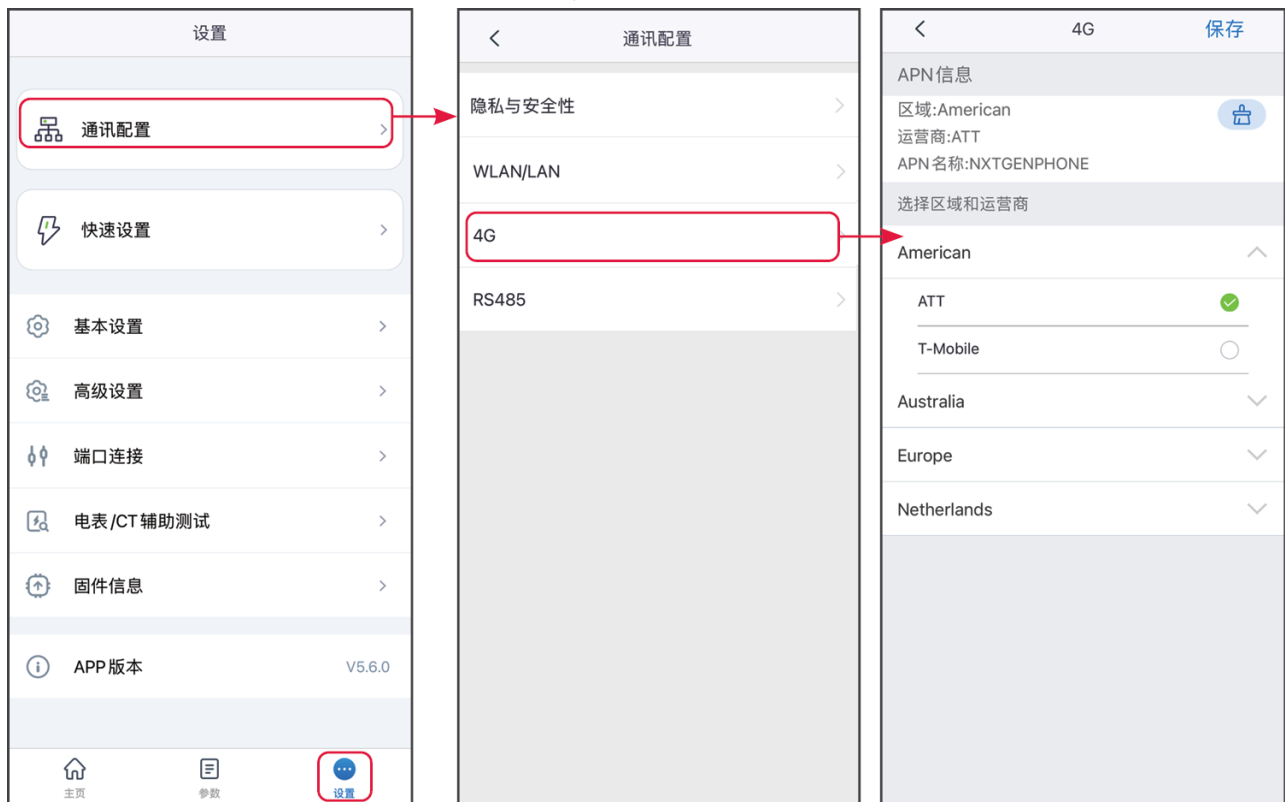 设置
通讯配置
快速设置
基本设置
高级设置
端口连接
电表/CT辅助测试
固件信息
APP版本 V5.6.0
主页 参数 设置
通讯配置
隐私与安全性
WLAN/LAN
4G
RS485
4G 保存
APN信息
区域:American
运营商:ATT
APN名称:NXTGENPHONE
选择区域和运营商
American
ATT
T-Mobile
Australia
Europe
Netherlands